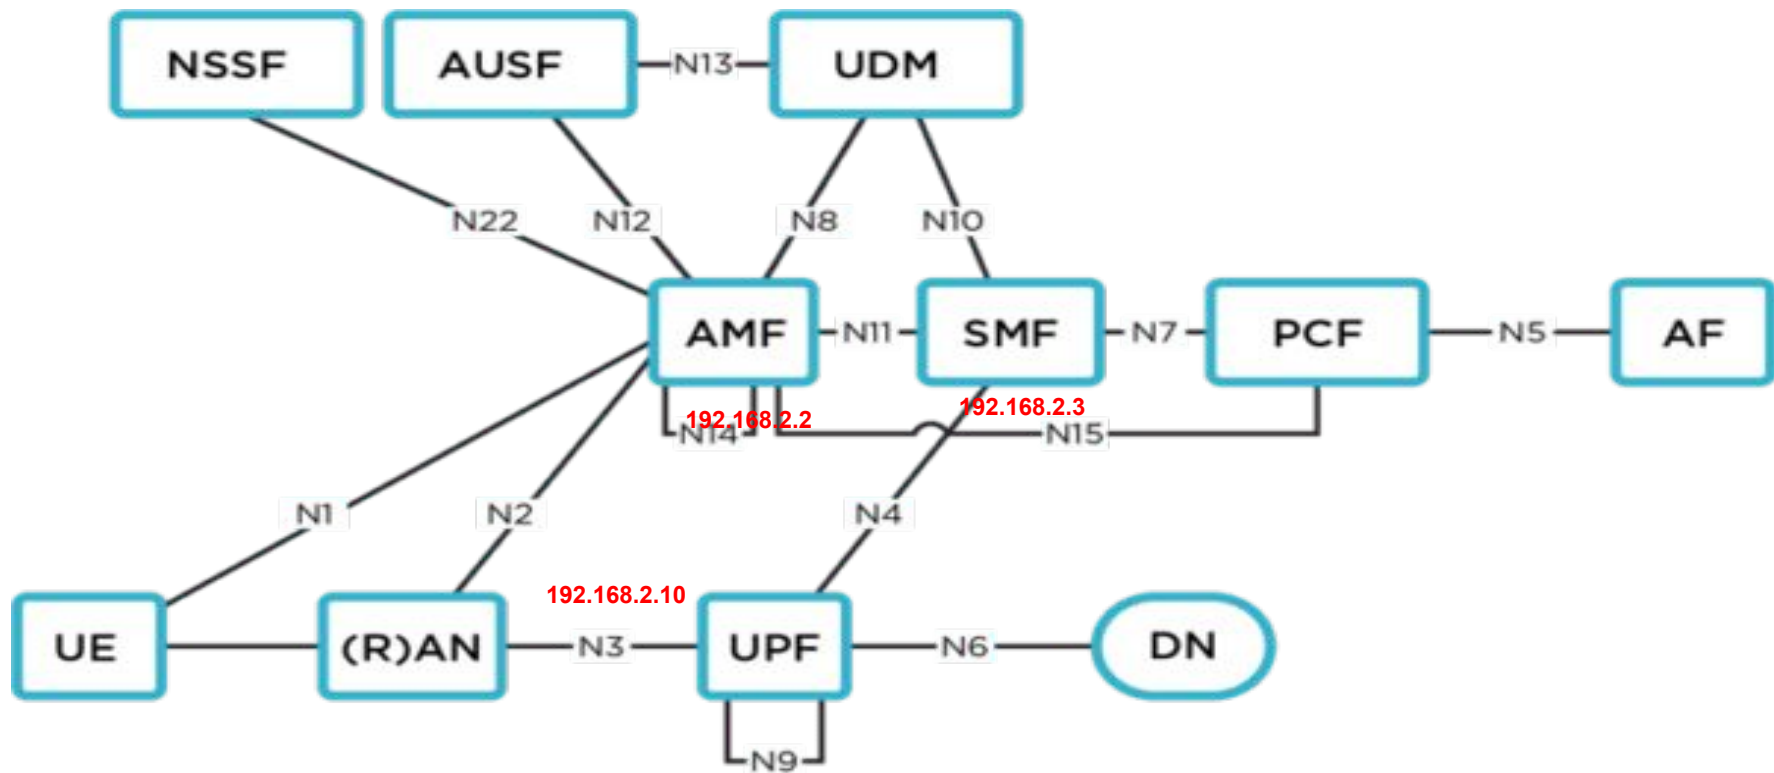 NSSF
AUSF
N13
UDM
N22
N12
N8
N10
AMF
N11
SMF
N7
PCF
N5
AF
192.168.2.2
192.168.2.3
N14
N15
N1
N2
N4
192.168.2.10
UE
(R)AN
N3
UPF
N6
DN
N9